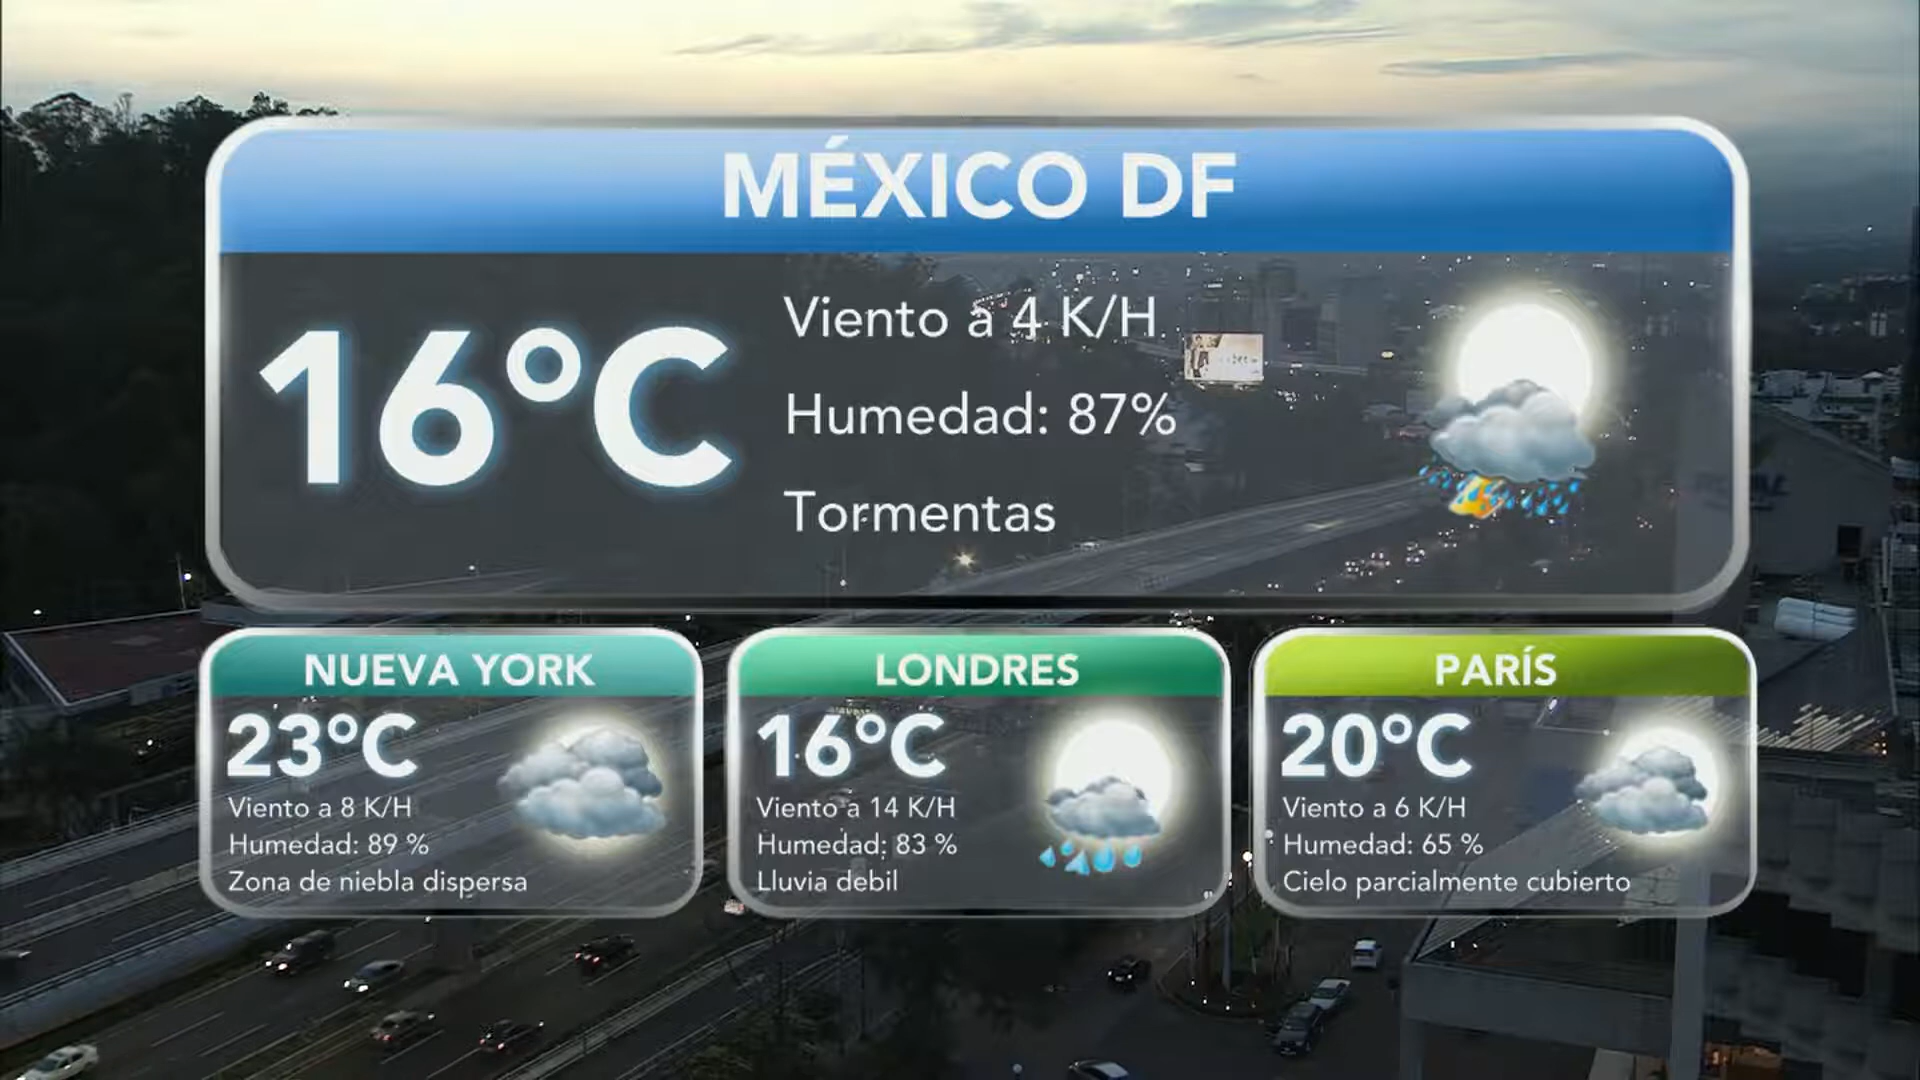 MÉXICO DF
16°C
Viento a 4 K/H
Humedad: 87%
Tormentas
NUEVA YORK
23°C
Viento a 8 K/H
Humedad: 89 %
Zona de niebla dispersa
LONDRES
16°C
Viento a 14 K/H
Humedad: 83 %
Lluvia debil
PARÍS
20°C
Viento a 6 K/H
Humedad: 65 %
Cielo parcialmente cubierto